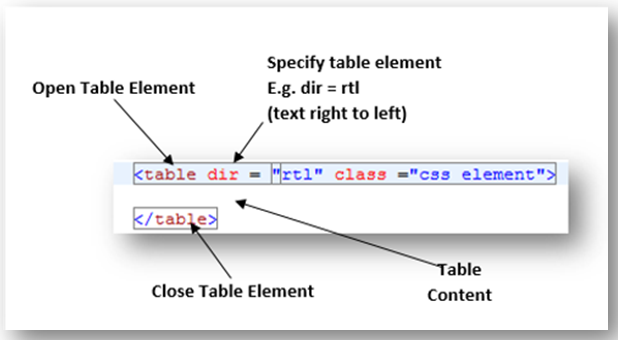 Specify table element
Open Table Element
E.g. dir = rtl
(text right to left)
<table dir = "rtl" class ="css element">
</table>
Close Table Element
Table
Content